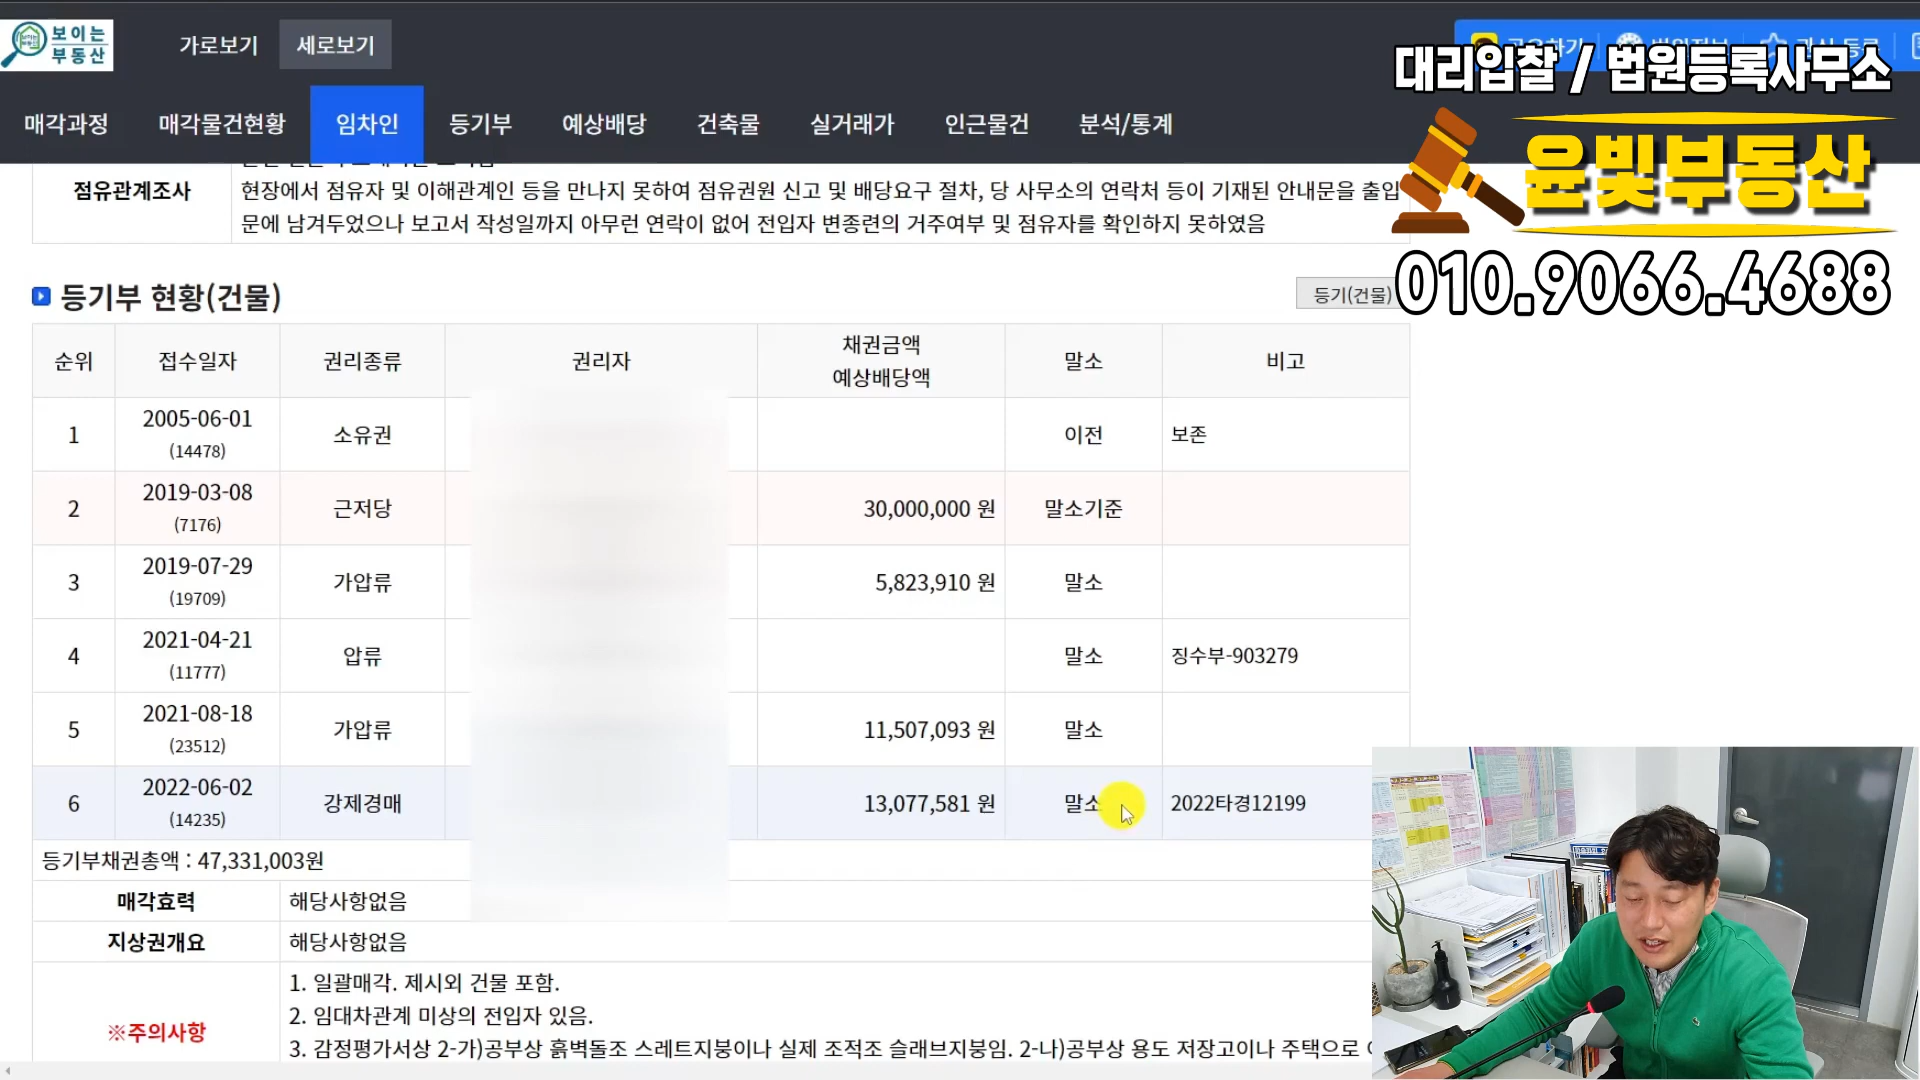 보이는
부동산
가로보기
세로보기
대리입찰 / 법원등록사무소
매각과정
매각물건현황
임차인
등기부
예상배당
건축물
실거래가
인근물건
분석/통계
윤빛부동산
010.9066.4688
점유관계조사
현장에서 점유자 및 이해관계인 등을 만나지 못하여 점유권원 신고 및 배당요구 절차, 당 사무소의 연락처 등이 기재된 안내문을 출입
문에 남겨두었으나 보고서 작성일까지 아무런 연락이 없어 전입자 변종련의 거주여부 및 점유자를 확인하지 못하였음
등기부 현황(건물)
등기(건물)
순위 접수일자 권리종류 권리자 채권금액 말소 비고
예상배당액
1 2005-06-01 소유권 이전 보존
(14478)
2 2019-03-08 근저당 30,000,000 원 말소기준
(7176)
3 2019-07-29 가압류 5,823,910 원 말소
(19709)
4 2021-04-21 압류 말소 징수부-903279
(11777)
5 2021-08-18 가압류 11,507,093 원 말소
(23512)
6 2022-06-02 강제경매 13,077,581 원 말소 2022타경12199
(14235)
등기부채권총액 : 47,331,003원
매각효력 해당사항없음
지상권개요 해당사항없음
※주의사항
1. 일괄매각. 제시외 건물 포함.
2. 임대차관계 미상의 전입자 있음.
3. 감정평가서상 2-가)공부상 흙벽돌조 스레트지붕이나 실제 조적조 슬래브지붕임. 2-나)공부상 용도 저장고이나 주택으로